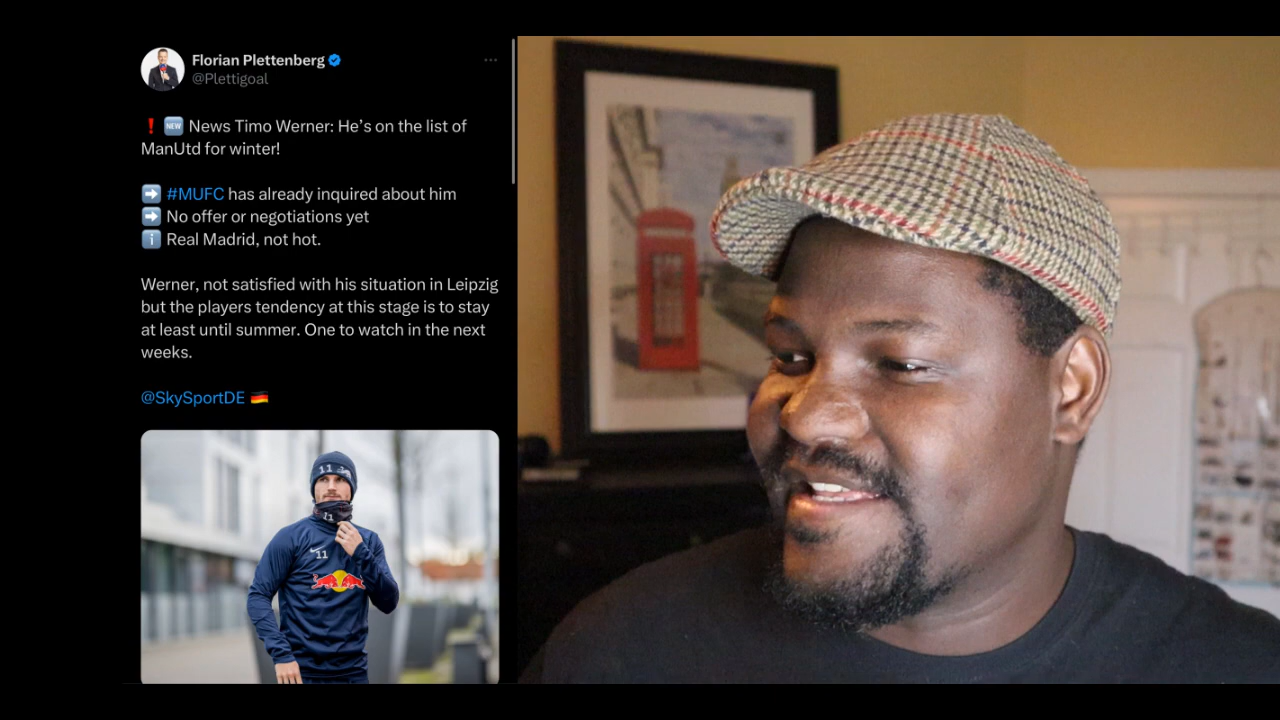 Florian Plettenberg
@Plettigoal
❗ 🆕 News Timo Werner: He's on the list of
ManUtd for winter!
➡️ #MUFC has already inquired about him
➡️ No offer or negotiations yet
ℹ️ Real Madrid, not hot.
Werner, not satisfied with his situation in Leipzig
but the players tendency at this stage is to stay
at least until summer. One to watch in the next
weeks.
@SkySportDE 🇩🇪
11
11
11